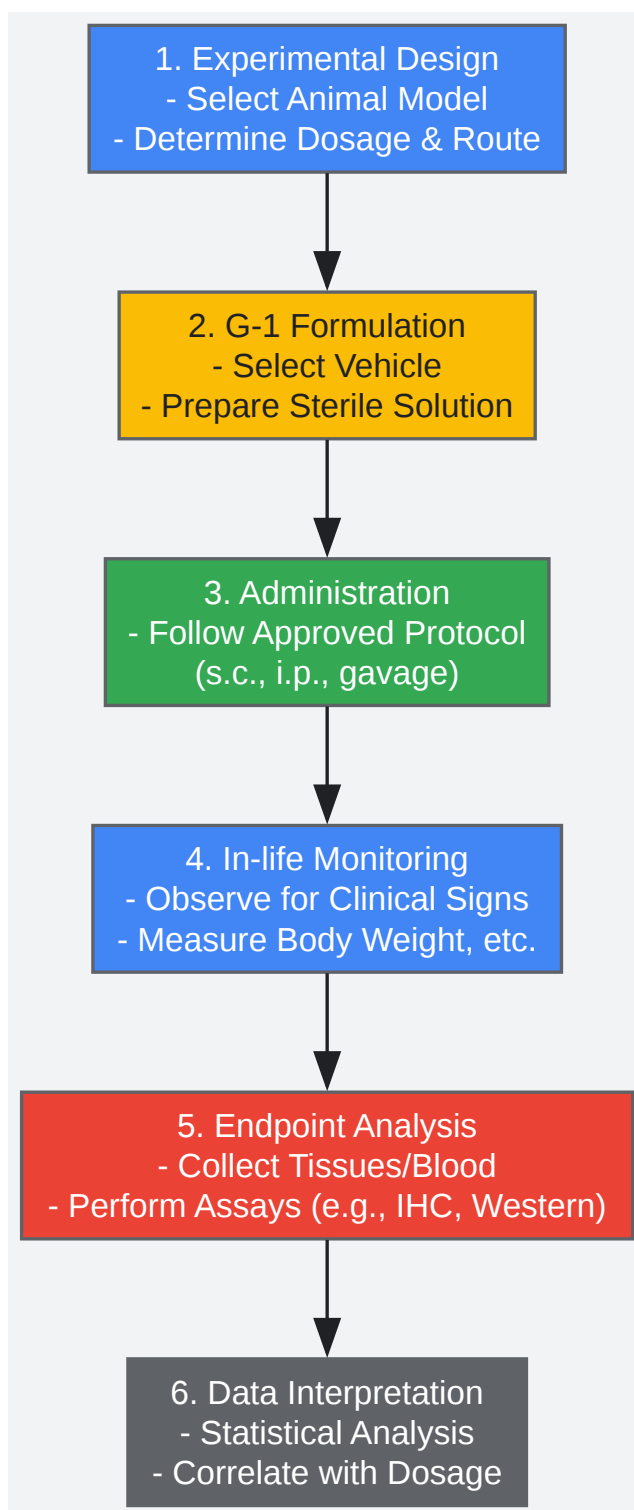 1. Experimental Design
- Select Animal Model
- Determine Dosage & Route
2. G-1 Formulation
- Select Vehicle
- Prepare Sterile Solution
3. Administration
- Follow Approved Protocol
(s.c., i.p., gavage)
4. In-life Monitoring
- Observe for Clinical Signs
- Measure Body Weight, etc.
5. Endpoint Analysis
- Collect Tissues/Blood
- Perform Assays (e.g., IHC, Western)
6. Data Interpretation
- Statistical Analysis
- Correlate with Dosage